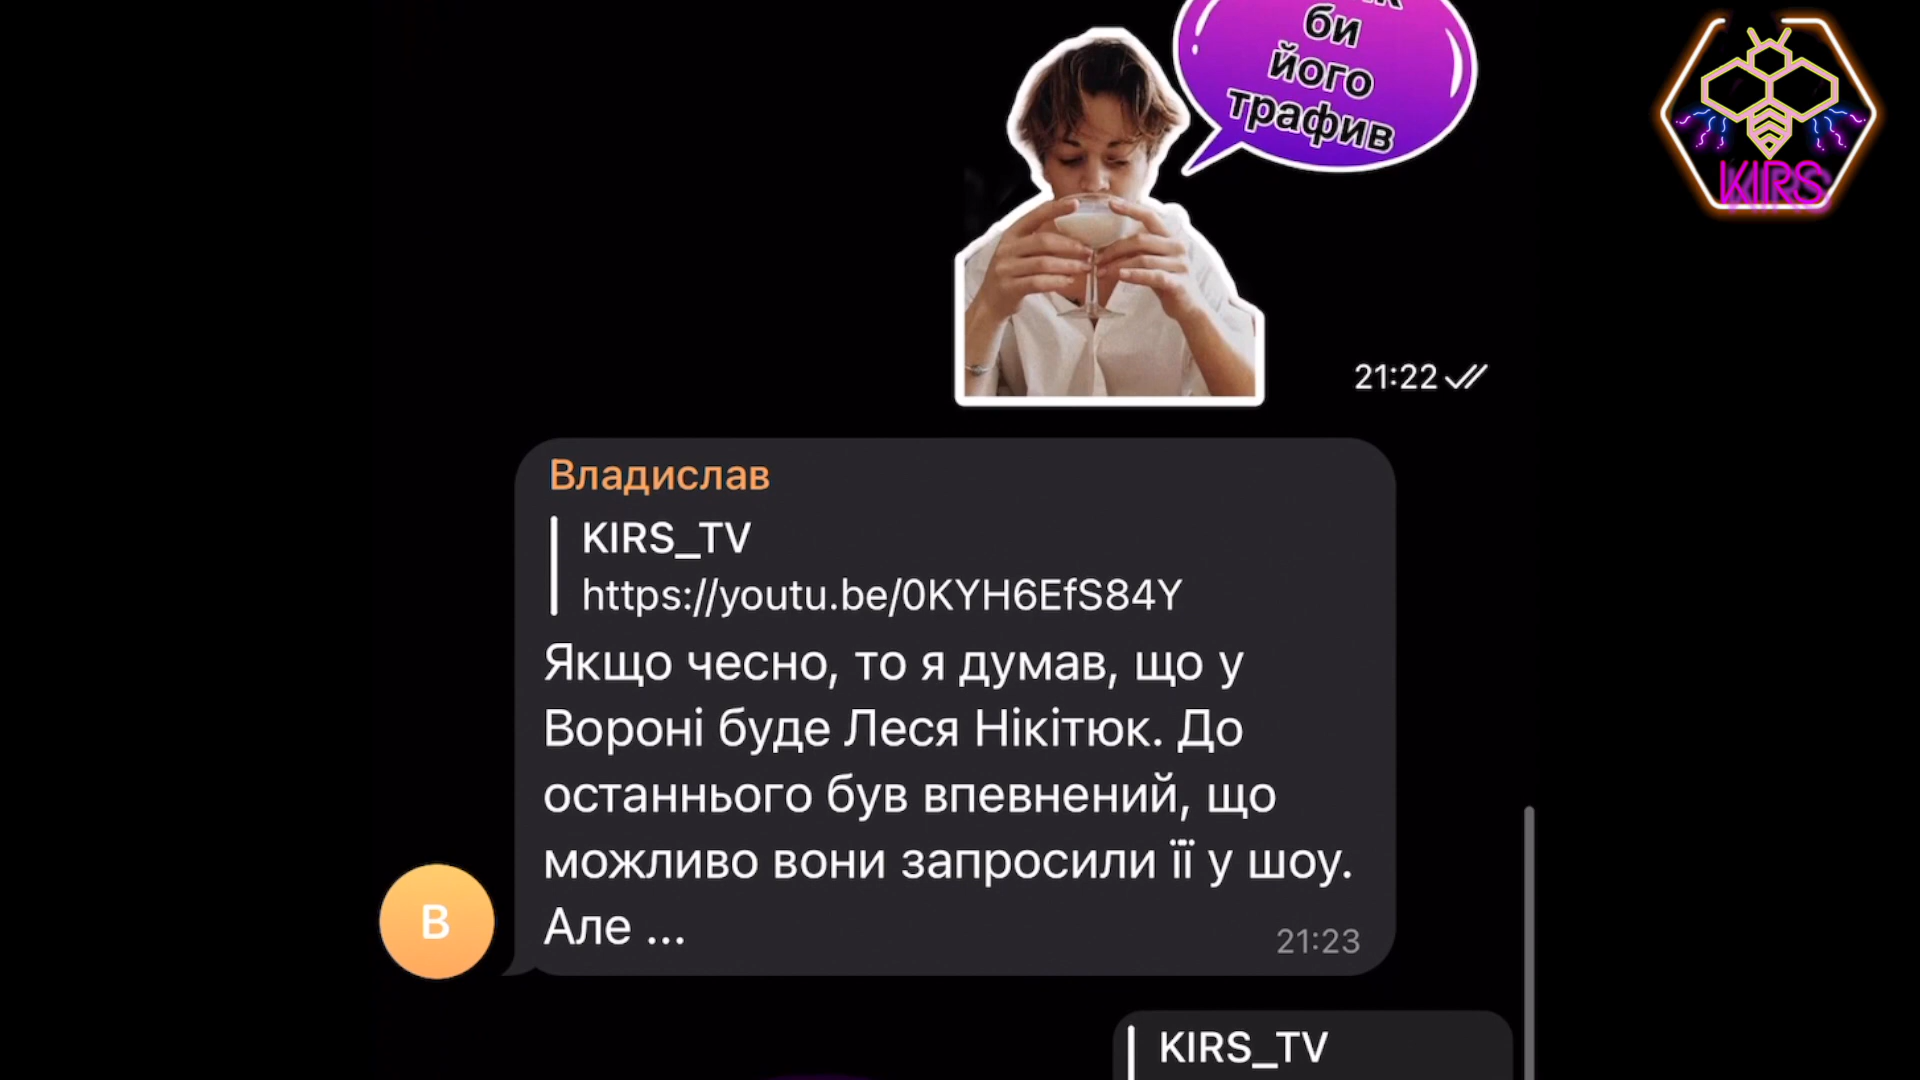 би
його
трафив
KIRS
21:22
Владислав
KIRS_TV
https://youtu.be/0KYH6EfS84Y
Якщо чесно, то я думав, що у
Вороні буде Леся Нікітюк. До
останнього був впевнений, що
можливо вони запросили її у шоу.
Але ...
21:23
В
KIRS_TV